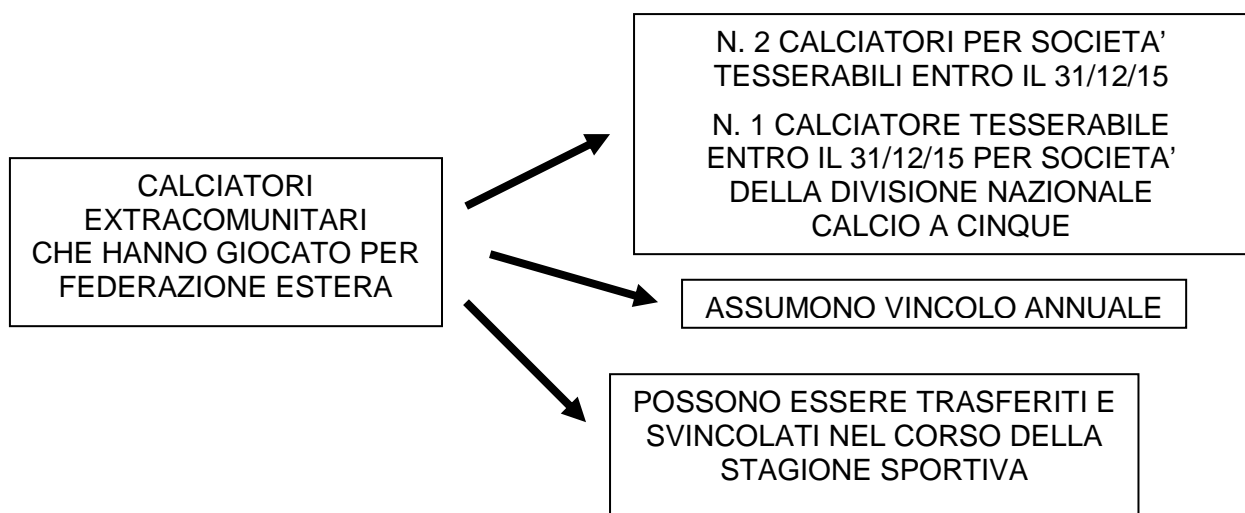 CALCIATORI
EXTRACOMUNITARI
CHE HANNO GIOCATO PER
FEDERAZIONE ESTERA
N. 2 CALCIATORI PER SOCIETA’
TESSERABILI ENTRO IL 31/12/15
N. 1 CALCIATORE TESSERABILE
ENTRO IL 31/12/15 PER SOCIETA’
DELLA DIVISIONE NAZIONALE
CALCIO A CINQUE
ASSUMONO VINCOLO ANNUALE
POSSONO ESSERE TRASFERITI E
SVINCOLATI NEL CORSO DELLA
STAGIONE SPORTIVA